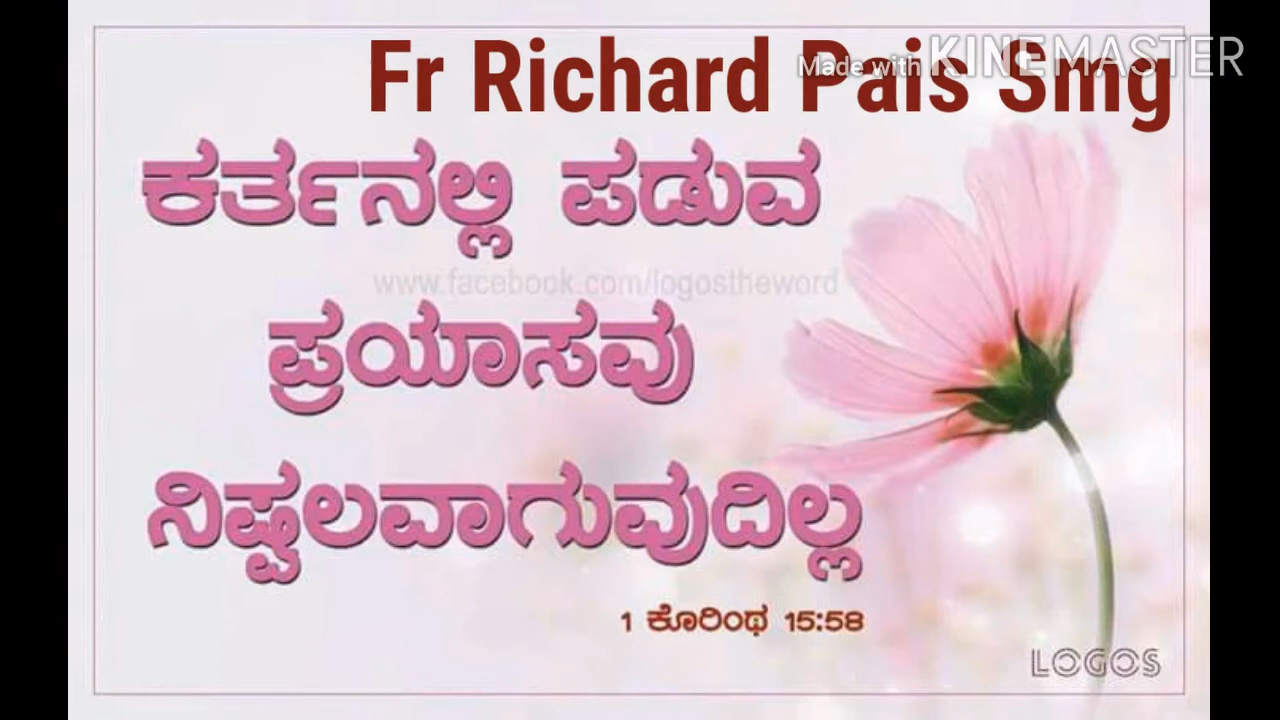 Fr Richard Pais Smg
Made with KINEMASTER
ಕರ್ತನಲ್ಲಿ ಪಡುವ
www.facebook.com/logostheword
ಪ್ರಯಾಸವು
ನಿಷ್ಫಲವಾಗುವುದಿಲ್ಲ
1 ಕೊರಿಂಥ 15:58
LOGOS